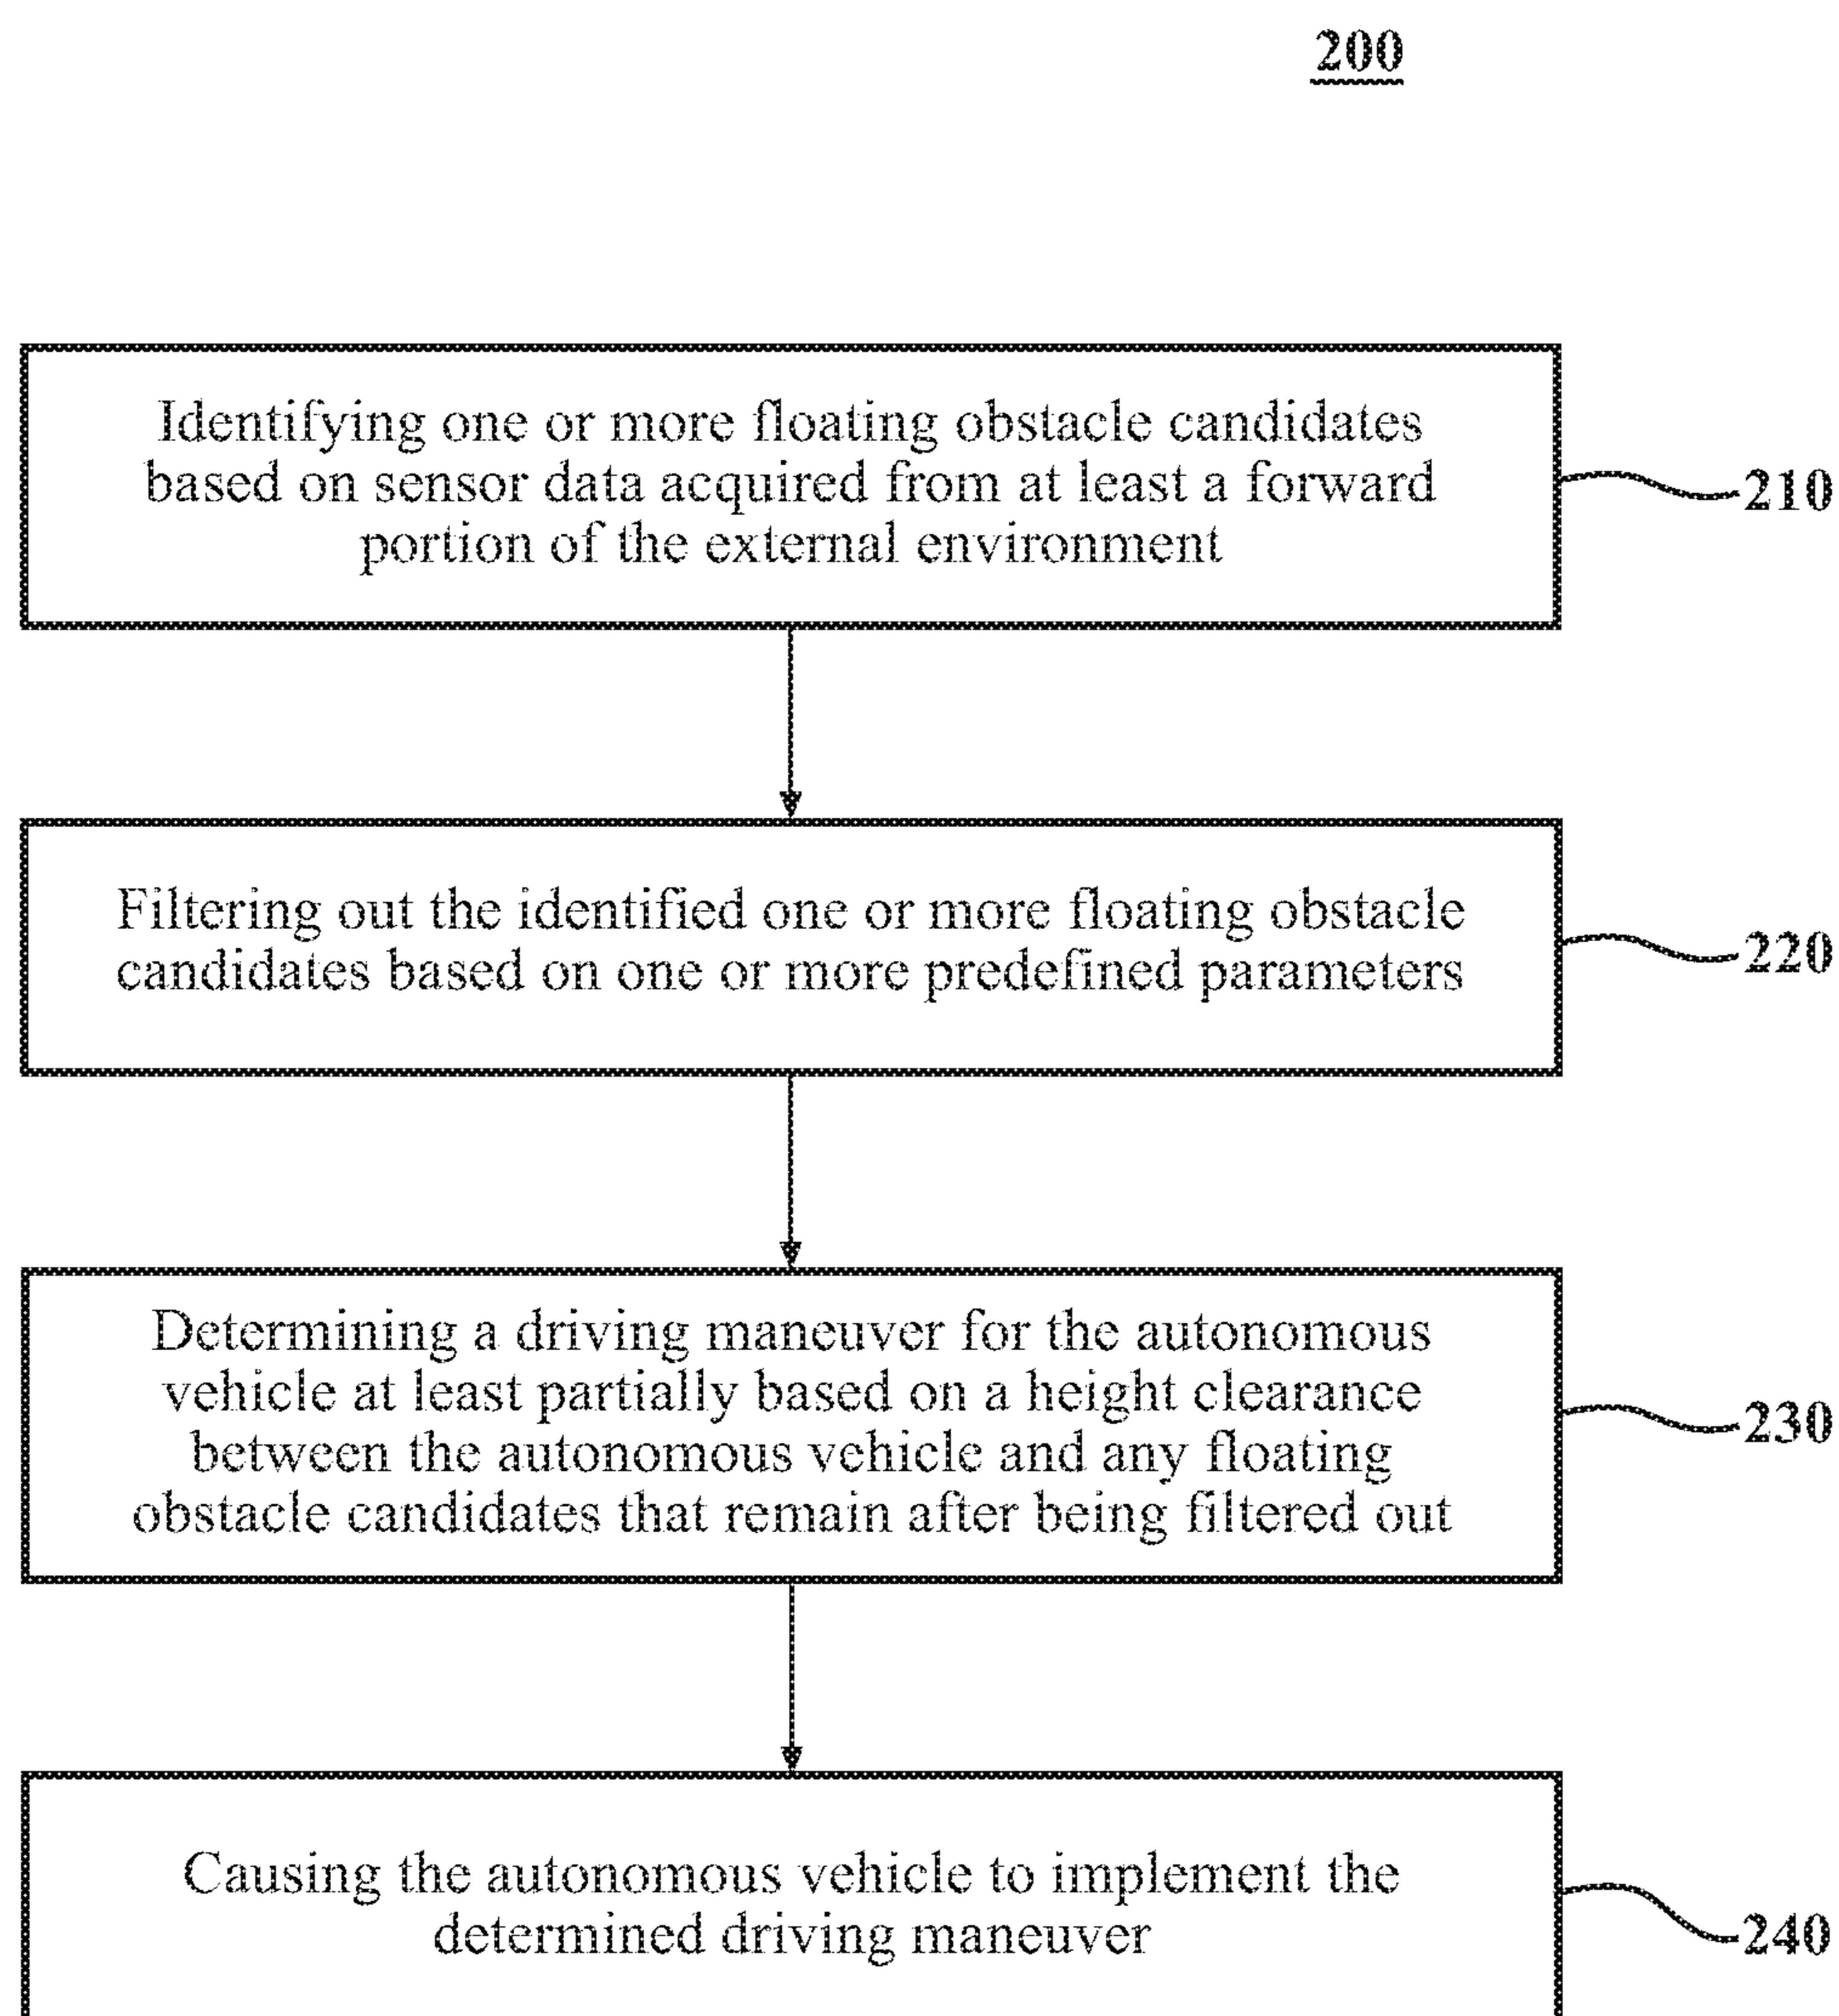 200
Identifying one or more floating obstacle candidates
based on sensor data acquired from at least a forward
portion of the external environment
210
Filtering out the identified one or more floating obstacle
candidates based on one or more predefined parameters
220
Determining a driving maneuver for the autonomous
vehicle at least partially based on a height clearance
between the autonomous vehicle and any floating
obstacle candidates that remain after being filtered out
230
Causing the autonomous vehicle to implement the
determined driving maneuver
240